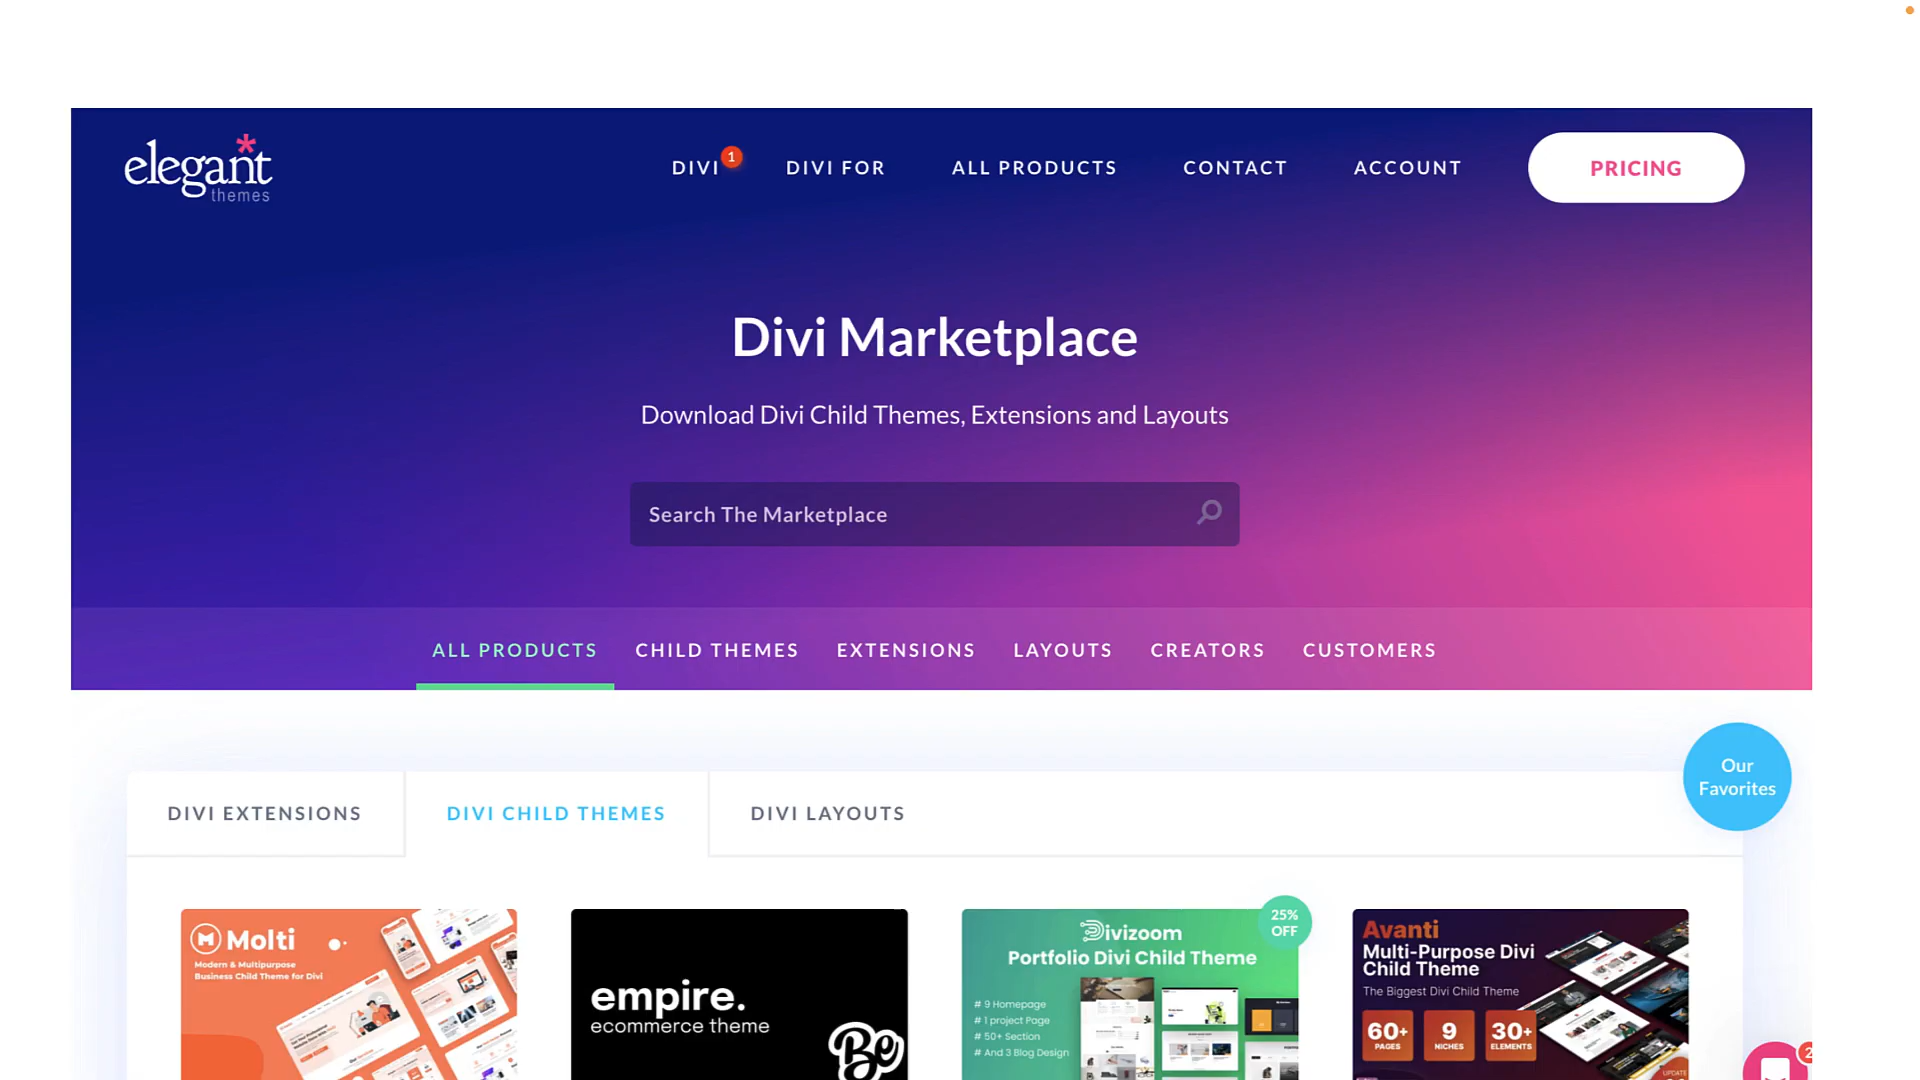 elegant
themes
DIVI 1 DIVI FOR ALL PRODUCTS CONTACT ACCOUNT PRICING
Divi Marketplace
Download Divi Child Themes, Extensions and Layouts
Search The Marketplace
ALL PRODUCTS CHILD THEMES EXTENSIONS LAYOUTS CREATORS CUSTOMERS
Our
Favorites
DIVI EXTENSIONS DIVI CHILD THEMES DIVI LAYOUTS
M Molti
Modern & Multipurpose
Business Child Theme for Divi
empire.
ecommerce theme
Be
25%
OFF
Divizoom
Portfolio Divi Child Theme
# 9 Homepage
# 1 project Page
# 50+ Section
# And 3 Blog Design
Avanti
Multi-Purpose Divi
Child Theme
The Biggest Divi Child Theme
60+
PAGES
9
NICHES
30+
ELEMENTS
UPDATE
2